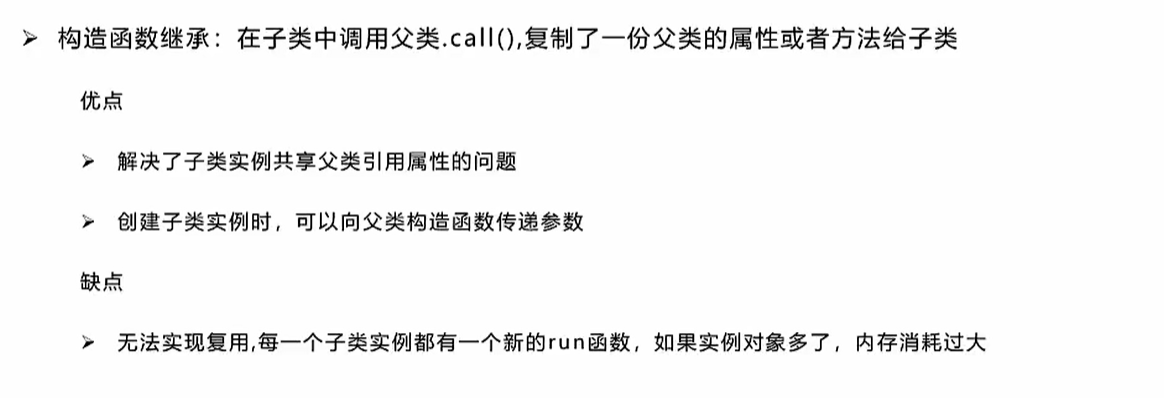 ➤ 构造函数继承：在子类中调用父类.call(),复制了一份父类的属性或者方法给子类
优点
➤ 解决了子类实例共享父类引用属性的问题
➤ 创建子类实例时，可以向父类构造函数传递参数
缺点
➤ 无法实现复用,每一个子类实例都有一个新的run函数，如果实例对象多了，内存消耗过大